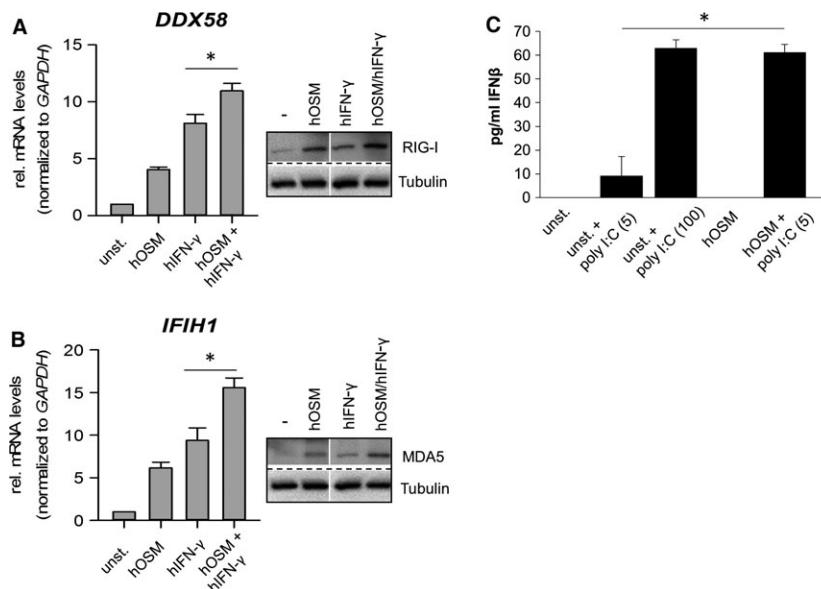 A
DDX58
rel. mRNA levels
(normalized to GAPDH)
15
10
5
0
*
unst.
hOSM
hIFN-γ
hOSM +
hIFN-γ
-
hOSM
hIFN-γ
hOSM/hIFN-γ
RIG-I
Tubulin
B
IFIH1
rel. mRNA levels
(normalized to GAPDH)
20
15
10
5
0
*
unst.
hOSM
hIFN-γ
hOSM +
hIFN-γ
-
hOSM
hIFN-γ
hOSM/hIFN-γ
MDA5
Tubulin
C
*
pg/ml IFNβ
70
60
50
40
30
20
10
0
unst.
unst. +
poly I:C (5)
unst. +
poly I:C (100)
hOSM
hOSM +
poly I:C (5)